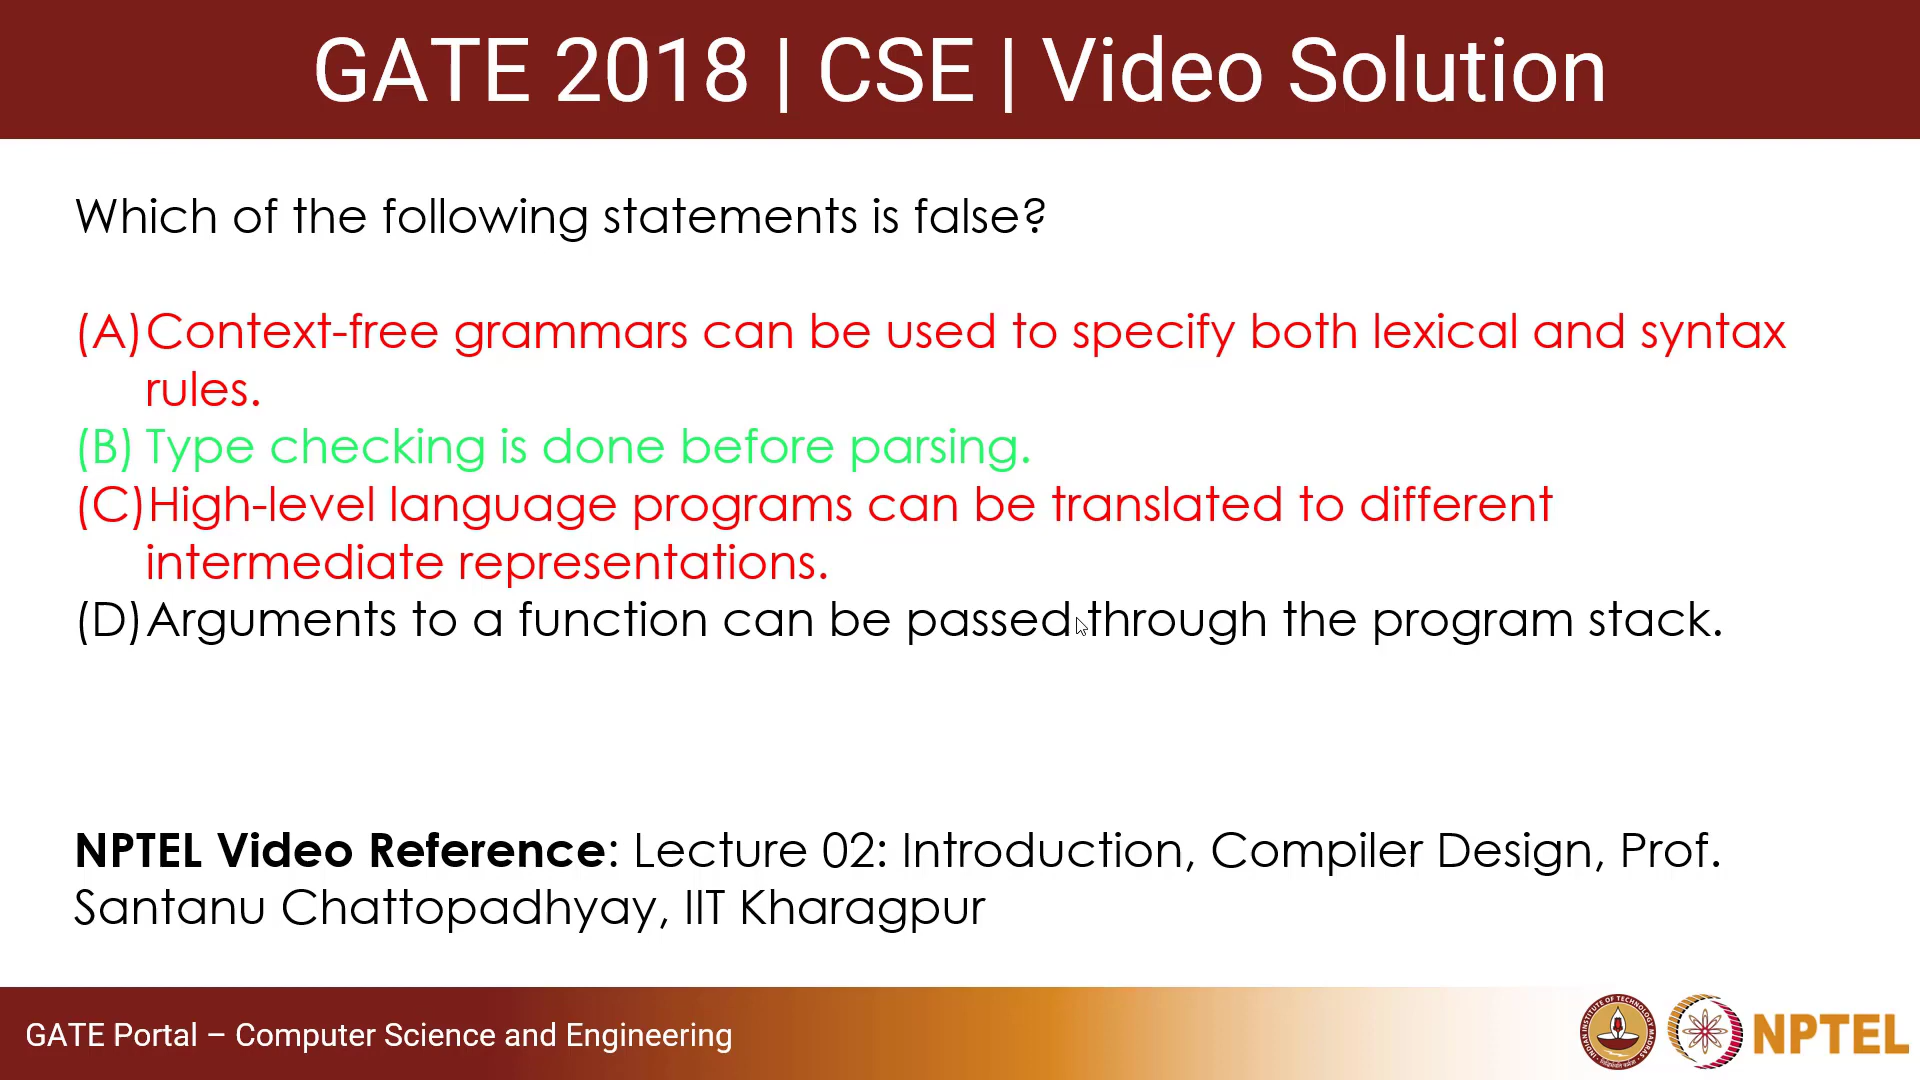 GATE 2018 | CSE | Video Solution
Which of the following statements is false?
(A)Context-free grammars can be used to specify both lexical and syntax
rules.
(B) Type checking is done before parsing.
(C)High-level language programs can be translated to different
intermediate representations.
(D)Arguments to a function can be passed through the program stack.
NPTEL Video Reference: Lecture 02: Introduction, Compiler Design, Prof.
Santanu Chattopadhyay, IIT Kharagpur
GATE Portal – Computer Science and Engineering
NPTEL